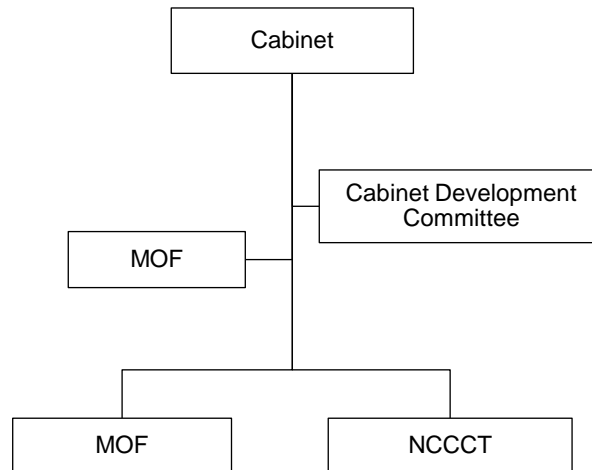 Cabinet
Cabinet Development
Committee
MOF
MOF
NCCCT